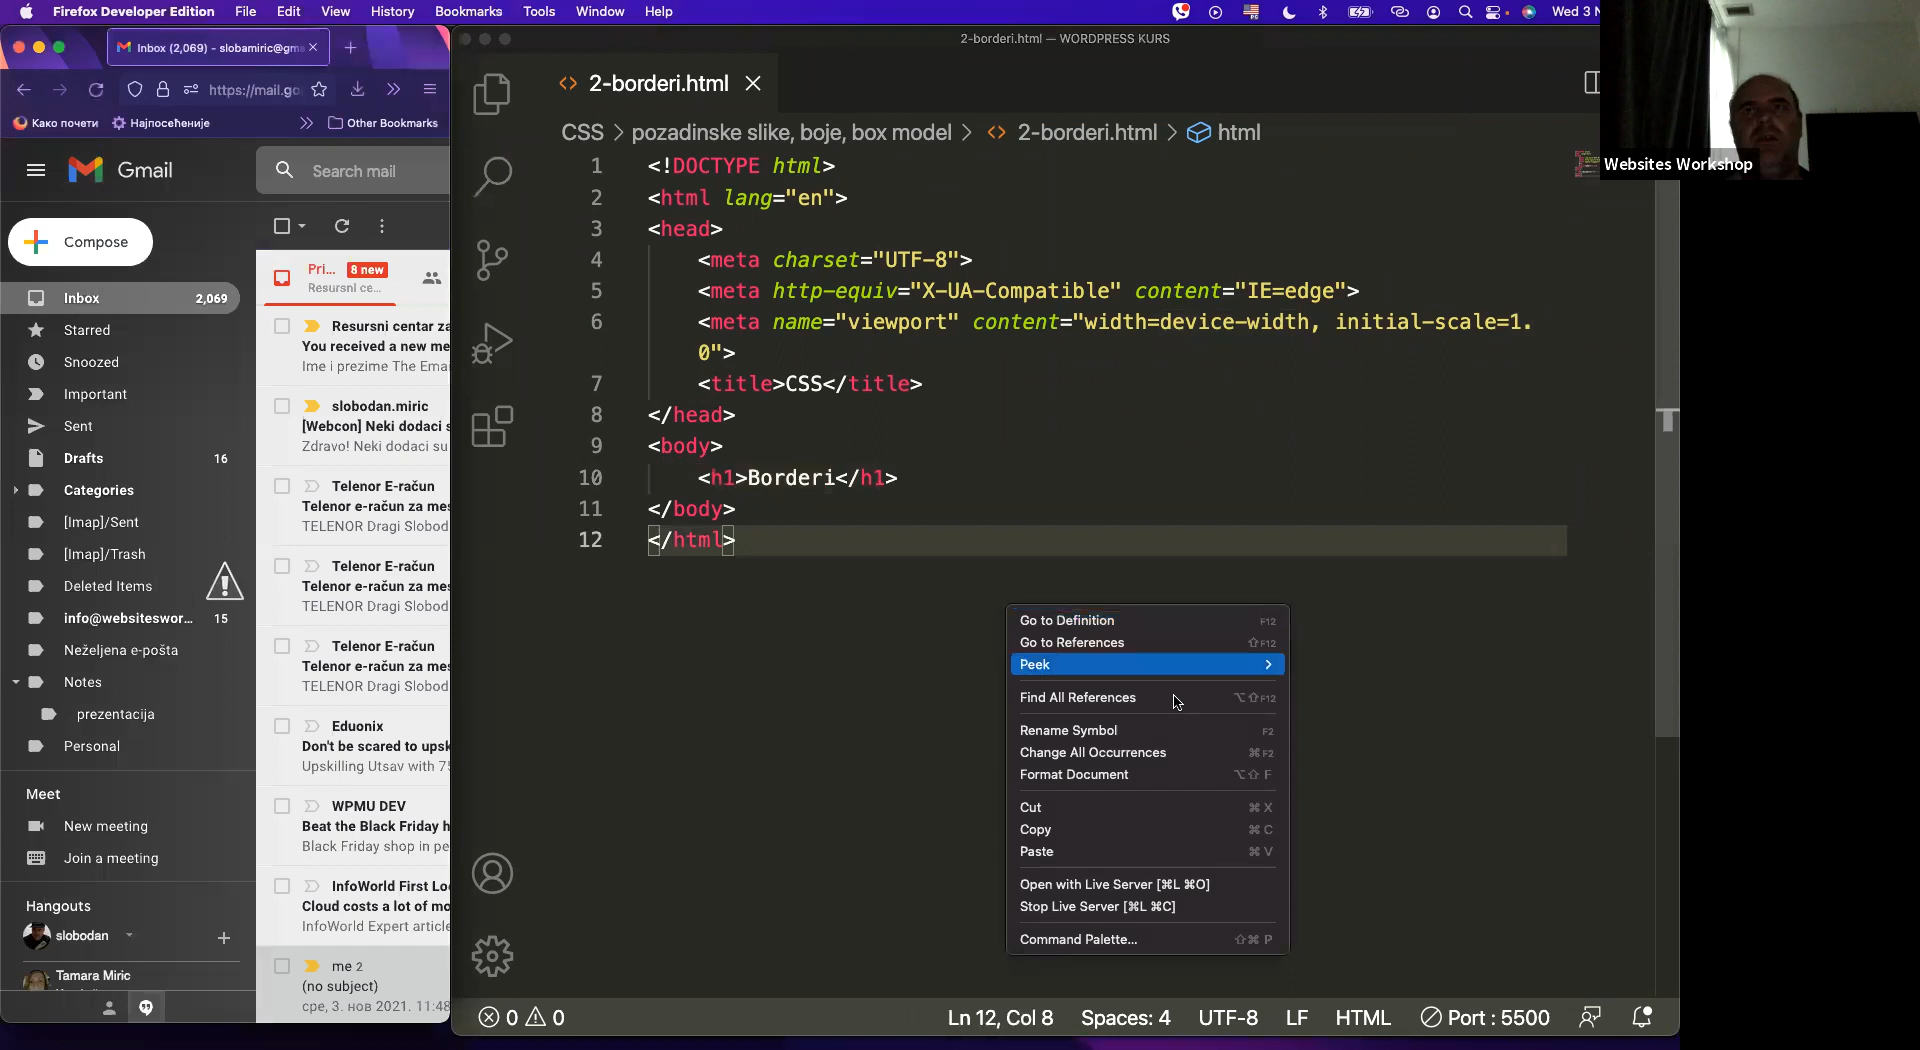 Firefox Developer Edition File Edit View History Bookmarks Tools Window Help
Wed 3 N
Inbox (2,069) - slobamiric@gma
https://mail.go
Како почети Најпосећеније Other Bookmarks
Gmail
Search mail
Compose
Inbox 2,069
Starred
Snoozed
Important
Sent
Drafts 16
Categories
[Imap]/Sent
[Imap]/Trash
Deleted Items
info@websiteswor... 15
Neželjena e-pošta
Notes
prezentacija
Personal
Meet
New meeting
Join a meeting
Hangouts
slobodan
Tamara Miric
Pri... 8 new
Resursni ce...
Resursni centar za
You received a new me
Ime i prezime The Emai
slobodan.miric
[Webcon] Neki dodaci s
Zdravo! Neki dodaci su
Telenor E-račun
Telenor e-račun za mes
TELENOR Dragi Slobod
Telenor E-račun
Telenor e-račun za mes
TELENOR Dragi Slobod
Telenor E-račun
Telenor e-račun za mes
TELENOR Dragi Slobod
Eduonix
Don't be scared to upsk
Upskilling Utsav with 75
WPMU DEV
Beat the Black Friday h
Black Friday shop in pe
InfoWorld First Loo
Cloud costs a lot of mo
InfoWorld Expert article
me 2
(no subject)
сре, 3. нов 2021. 11:48
2-borderi.html — WORDPRESS KURS
2-borderi.html
CSS > pozadinske slike, boje, box model > 2-borderi.html > html
1 <!DOCTYPE html>
2 <html lang="en">
3 <head>
4 <meta charset="UTF-8">
5 <meta http-equiv="X-UA-Compatible" content="IE=edge">
6 <meta name="viewport" content="width=device-width, initial-scale=1.
0">
7 <title>CSS</title>
8 </head>
9 <body>
10 <h1>Borderi</h1>
11 </body>
12 </html>
Go to Definition F12
Go to References ⇧F12
Peek
Find All References ⌥⇧F12
Rename Symbol F2
Change All Occurrences ⌘F2
Format Document ⌥⇧ F
Cut ⌘ X
Copy ⌘ C
Paste ⌘ V
Open with Live Server [⌘L ⌘O]
Stop Live Server [⌘L ⌘C]
Command Palette... ⇧⌘ P
0 0 Ln 12, Col 8 Spaces: 4 UTF-8 LF HTML Port : 5500
Websites Workshop